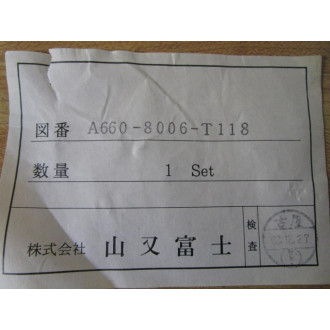 図番 A660-8006-T118
数量 1 Set
株式会社 山又富士
検査